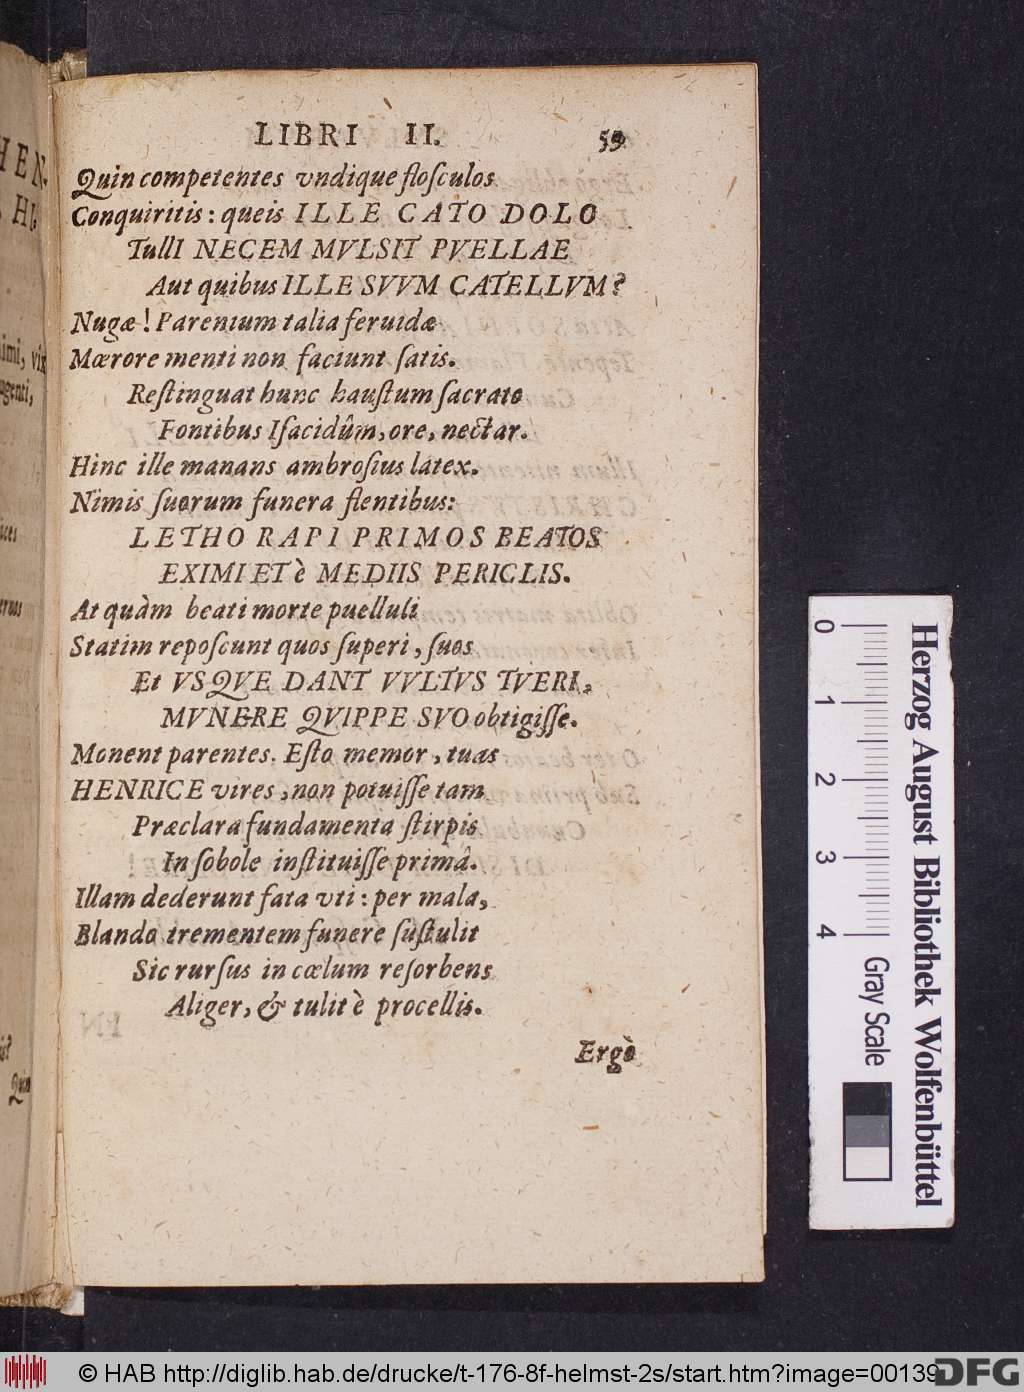 LIBRI II. 59
Quin competentes vndique floſculos
Conquiritis: queis ILLE CATO DOLO
TullI NECEM MVLSIT PVELLAE
Aut quibus ILLE SVVM CATELLVM?
Nugæ! Parentum talia feruidæ
Mœrore menti non faciunt ſatis.
Reſtinguat hunc hauſtum ſacrato
Fontibus Iſacidûm, ore, nectar.
Hinc ille manans ambroſius latex.
Nimis ſuorum funera flentibus:
LETHO RAPI PRIMOS BEATOS
EXIMI ET è MEDIIS PERICLIS.
At quàm beati morte puelluli
Statim repoſcunt quos ſuperi, ſuos
Et VSQVE DANT VVLTVS TVERI,
MVNERE QVIPPE SVO obtigiſſe.
Monent parentes. Eſto memor, tuas
HENRICE vires, non potuiſſe tam
Præclara fundamenta ſtirpis
In ſobole inſtituiſſe primâ.
Illam dederunt fata vti: per mala,
Blando trementem funere ſuſtulit
Sic rurſus in cœlum reſorbens
Aliger, & tulit è procellis.
Ergò
HEN-
HI,
nimi, vix
Quin
0 1 2 3 4
Gray Scale
Herzog August Bibliothek Wolfenbüttel
© HAB http://diglib.hab.de/drucke/t-176-8f-helmst-2s/start.htm?image=00139
DFG